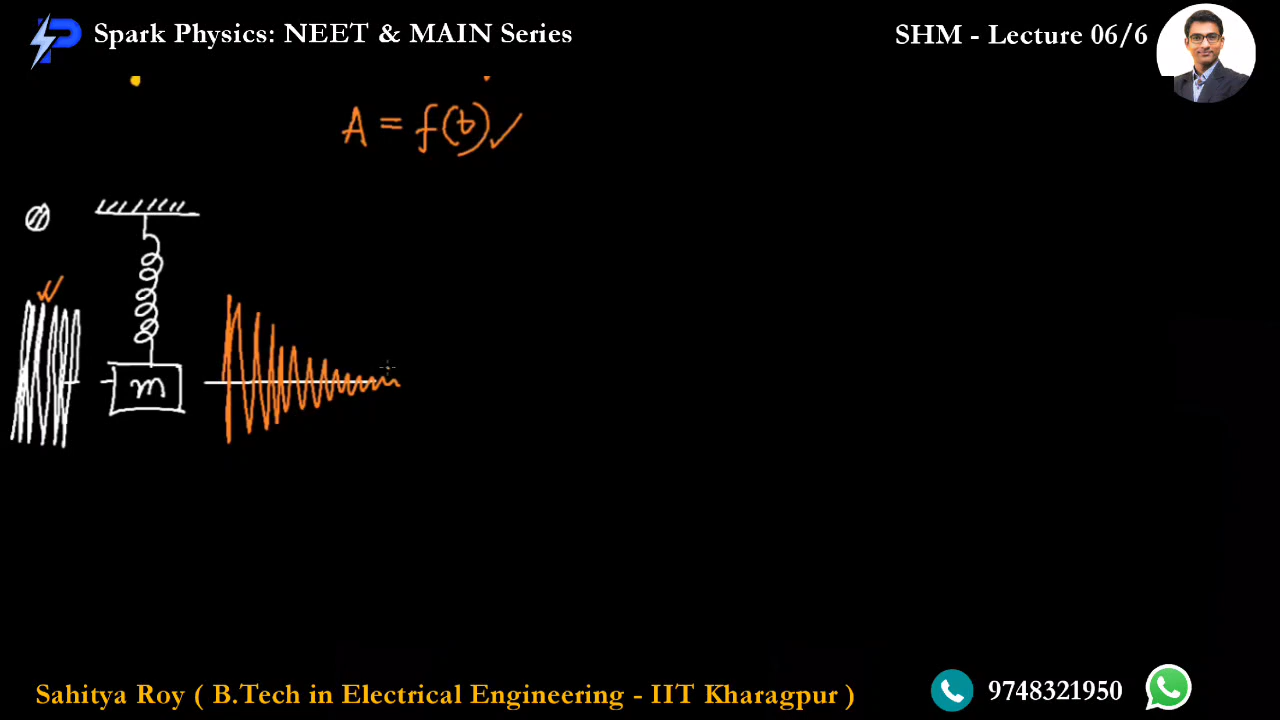 Spark Physics: NEET & MAIN Series
SHM - Lecture 06/6
A = f(t)
m
Sahitya Roy ( B.Tech in Electrical Engineering - IIT Kharagpur )
9748321950